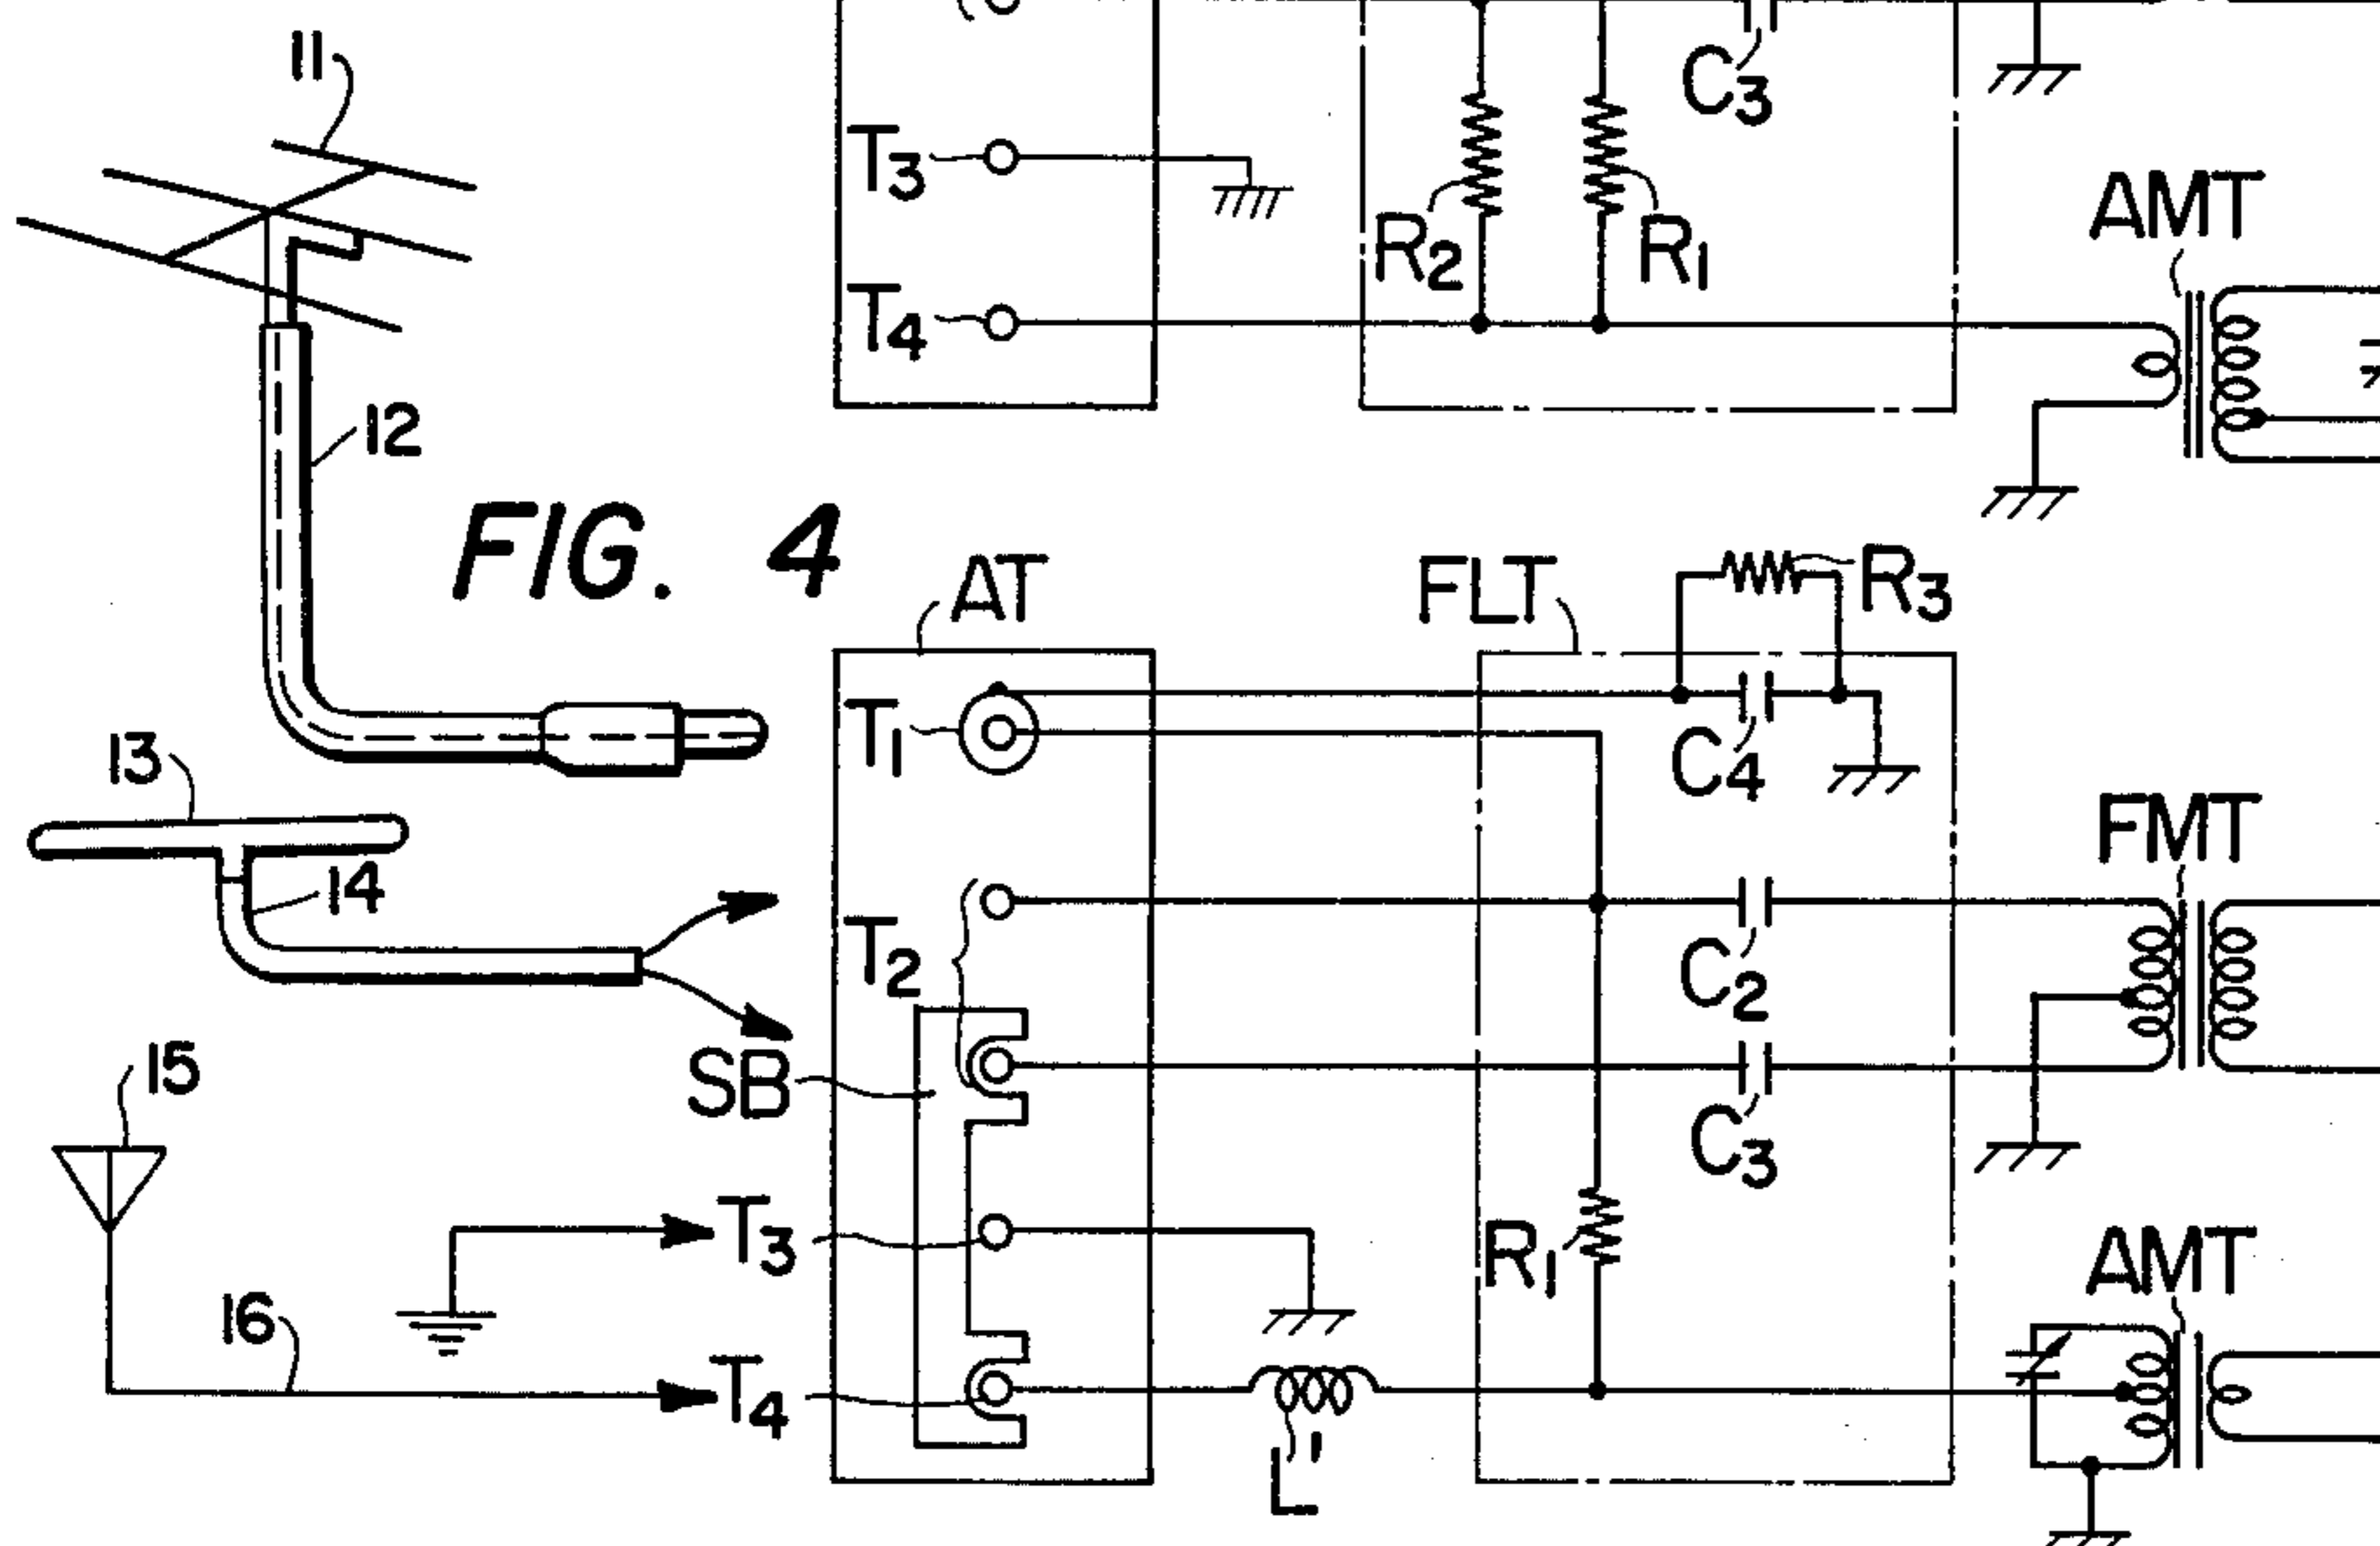 11
C3
T3
R2
R1
AMT
T4
12
FIG. 4
AT
FLT
R3
T1
C4
13
FMT
14
T2
C2
SB
15
C3
T3
R1
AMT
16
T4
L'